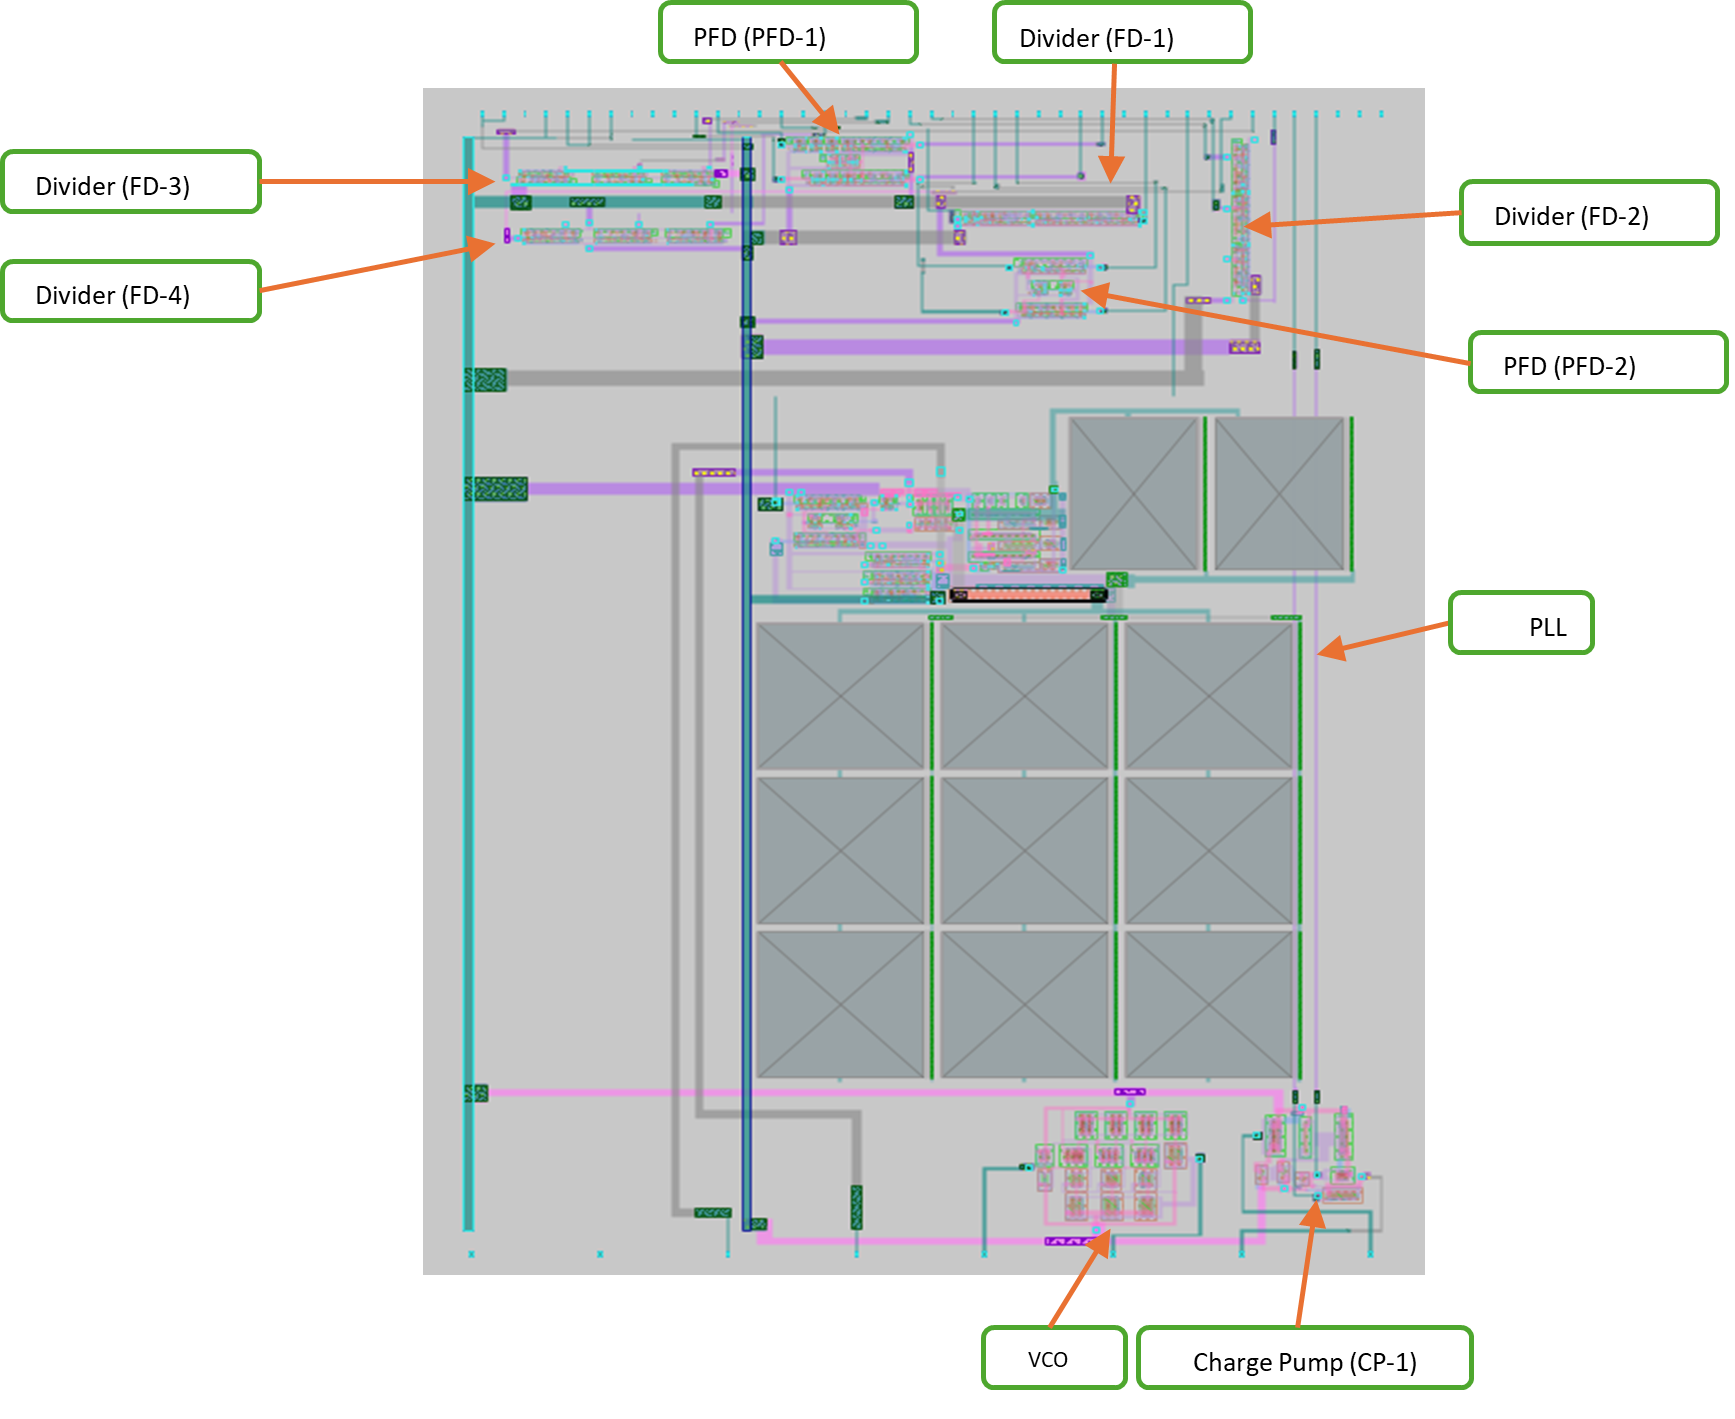 PFD (PFD-1)
Divider (FD-1)
Divider (FD-3)
Divider (FD-2)
Divider (FD-4)
PFD (PFD-2)
PLL
VCO
Charge Pump (CP-1)